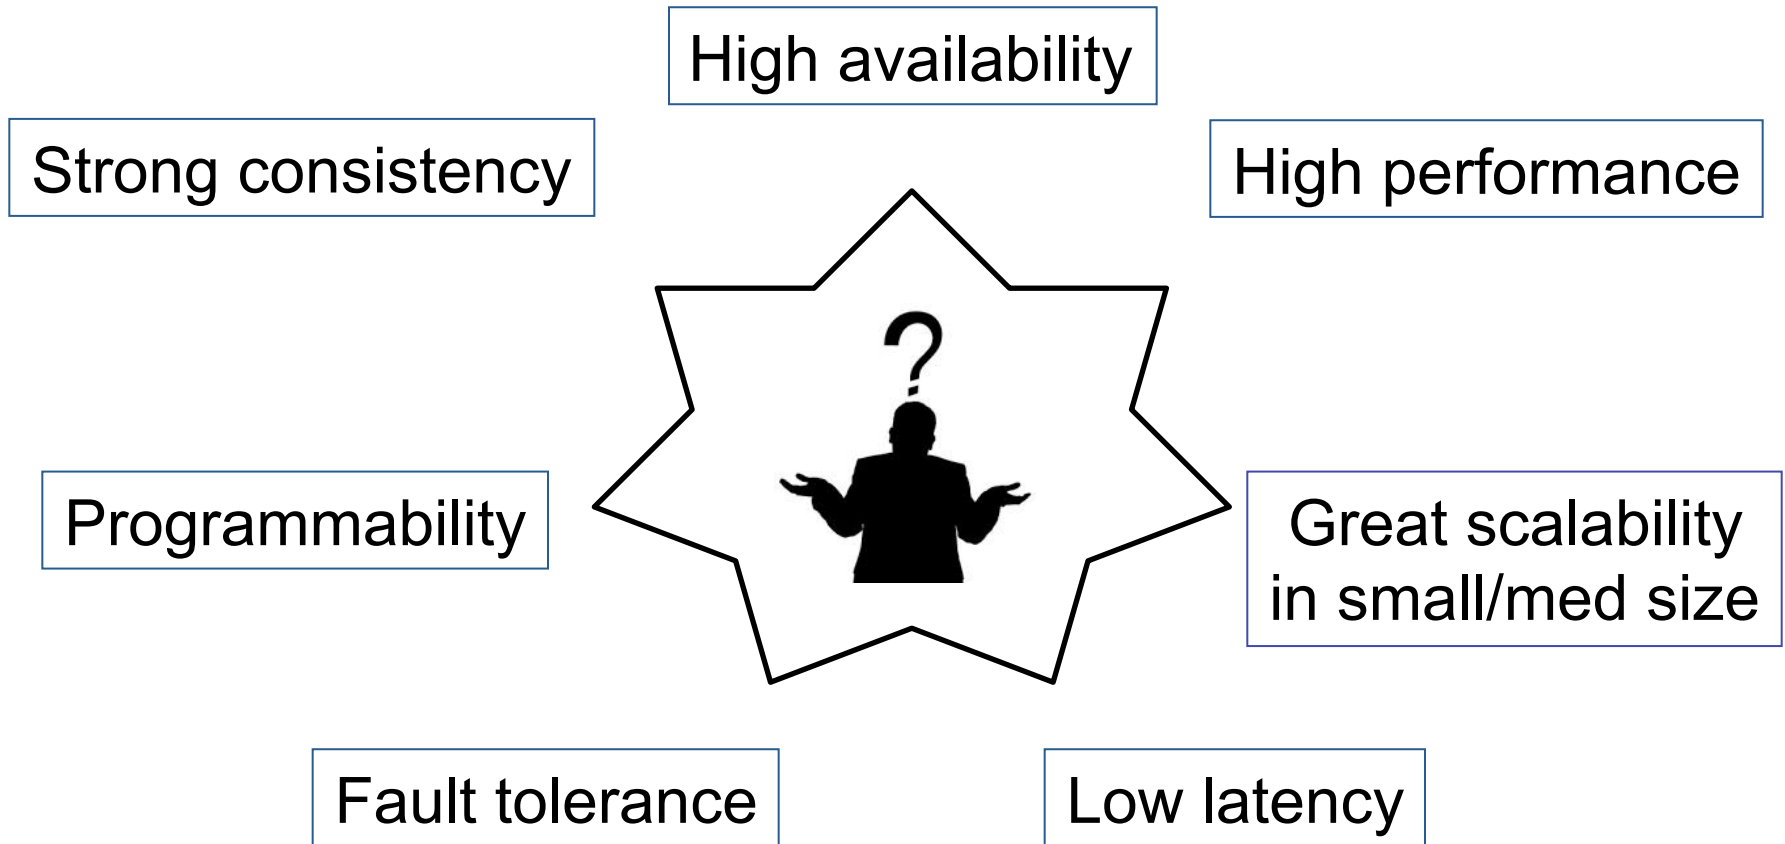 High availability
Strong consistency
High performance
?
Programmability
Great scalability
in small/med size
Fault tolerance
Low latency